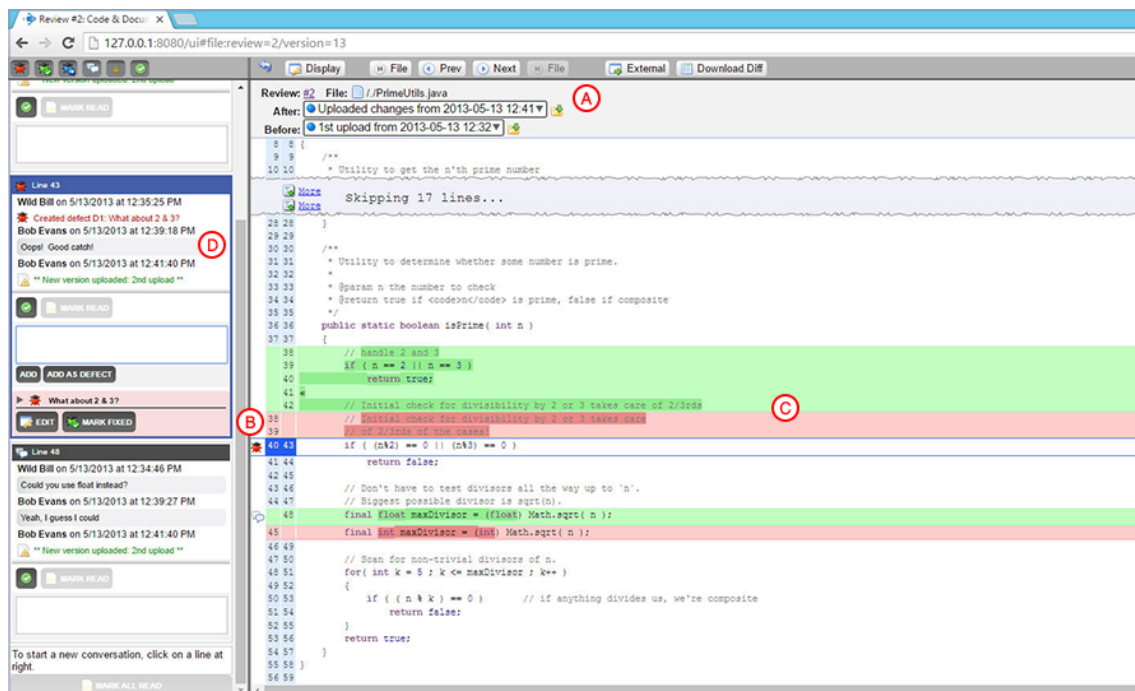 Review #2: Code & Docu
127.0.0.1:8080/ui#file:review=2/version=13
Display
File
Prev
Next
File
External
Download Diff
** New version uploaded: 2nd upload **
MARK READ
Line 43
Wild Bill on 5/13/2013 at 12:35:25 PM
Created defect D1: What about 2 & 3?
Bob Evans on 5/13/2013 at 12:39:18 PM
Oops! Good catch!
D
Bob Evans on 5/13/2013 at 12:41:40 PM
** New version uploaded: 2nd upload **
MARK READ
ADD
ADD AS DEFECT
What about 2 & 3?
EDIT
MARK FIXED
B
Line 48
Wild Bill on 5/13/2013 at 12:34:46 PM
Could you use float instead?
Bob Evans on 5/13/2013 at 12:39:27 PM
Yeah, I guess I could
Bob Evans on 5/13/2013 at 12:41:40 PM
** New version uploaded: 2nd upload **
MARK READ
To start a new conversation, click on a line at
right.
MARK ALL READ
Review: #2 File: /./PrimeUtils.java
A
After: Uploaded changes from 2013-05-13 12:41
Before: 1st upload from 2013-05-13 12:32
8 8 {
9 9 /**
10 10 * Utility to get the n'th prime number
More
Skipping 17 lines...
More
28 28 }
29 29
30 30 /**
31 31 * Utility to determine whether some number is prime.
32 32 *
33 33 * @param n the number to check
34 34 * @return true if <code>n</code> is prime, false if composite
35 35 */
36 36 public static boolean isPrime( int n )
37 37 {
38 // handle 2 and 3
39 if ( n == 2 || n == 3 )
40 return true;
41 «
42 // Initial check for divisibility by 2 or 3 takes care of 2/3rds
C
38 // Initial check for divisibility by 2 or 3 takes care
39 // of 2/3rds of the cases!
40 43 if ( (n%2) == 0 || (n%3) == 0 )
41 44 return false;
42 45
43 46 // Don't have to test divisors all the way up to `n`.
44 47 // Biggest possible divisor is sqrt(n).
48 final float maxDivisor = (float) Math.sqrt( n );
45 final int maxDivisor = (int) Math.sqrt( n );
46 49
47 50 // Scan for non-trivial divisors of n.
48 51 for( int k = 5 ; k <= maxDivisor ; k++ )
49 52 {
50 53 if ( ( n % k ) == 0 ) // if anything divides us, we're composite
51 54 return false;
52 55 }
53 56 return true;
54 57 }
55 58 }
56 59